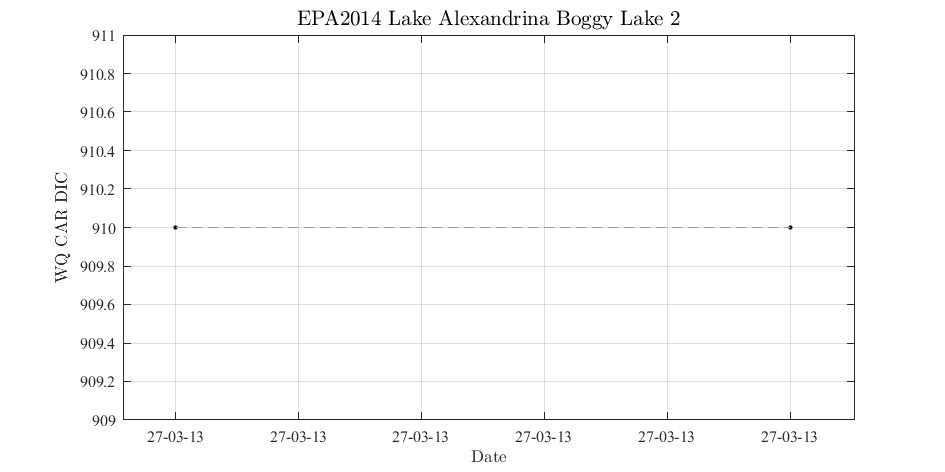 EPA2014 Lake Alexandrina Boggy Lake 2
911
910.8
910.6
910.4
910.2
910
909.8
909.6
909.4
909.2
909
WQ CAR DIC
27-03-13 27-03-13 27-03-13 27-03-13 27-03-13 27-03-13
Date